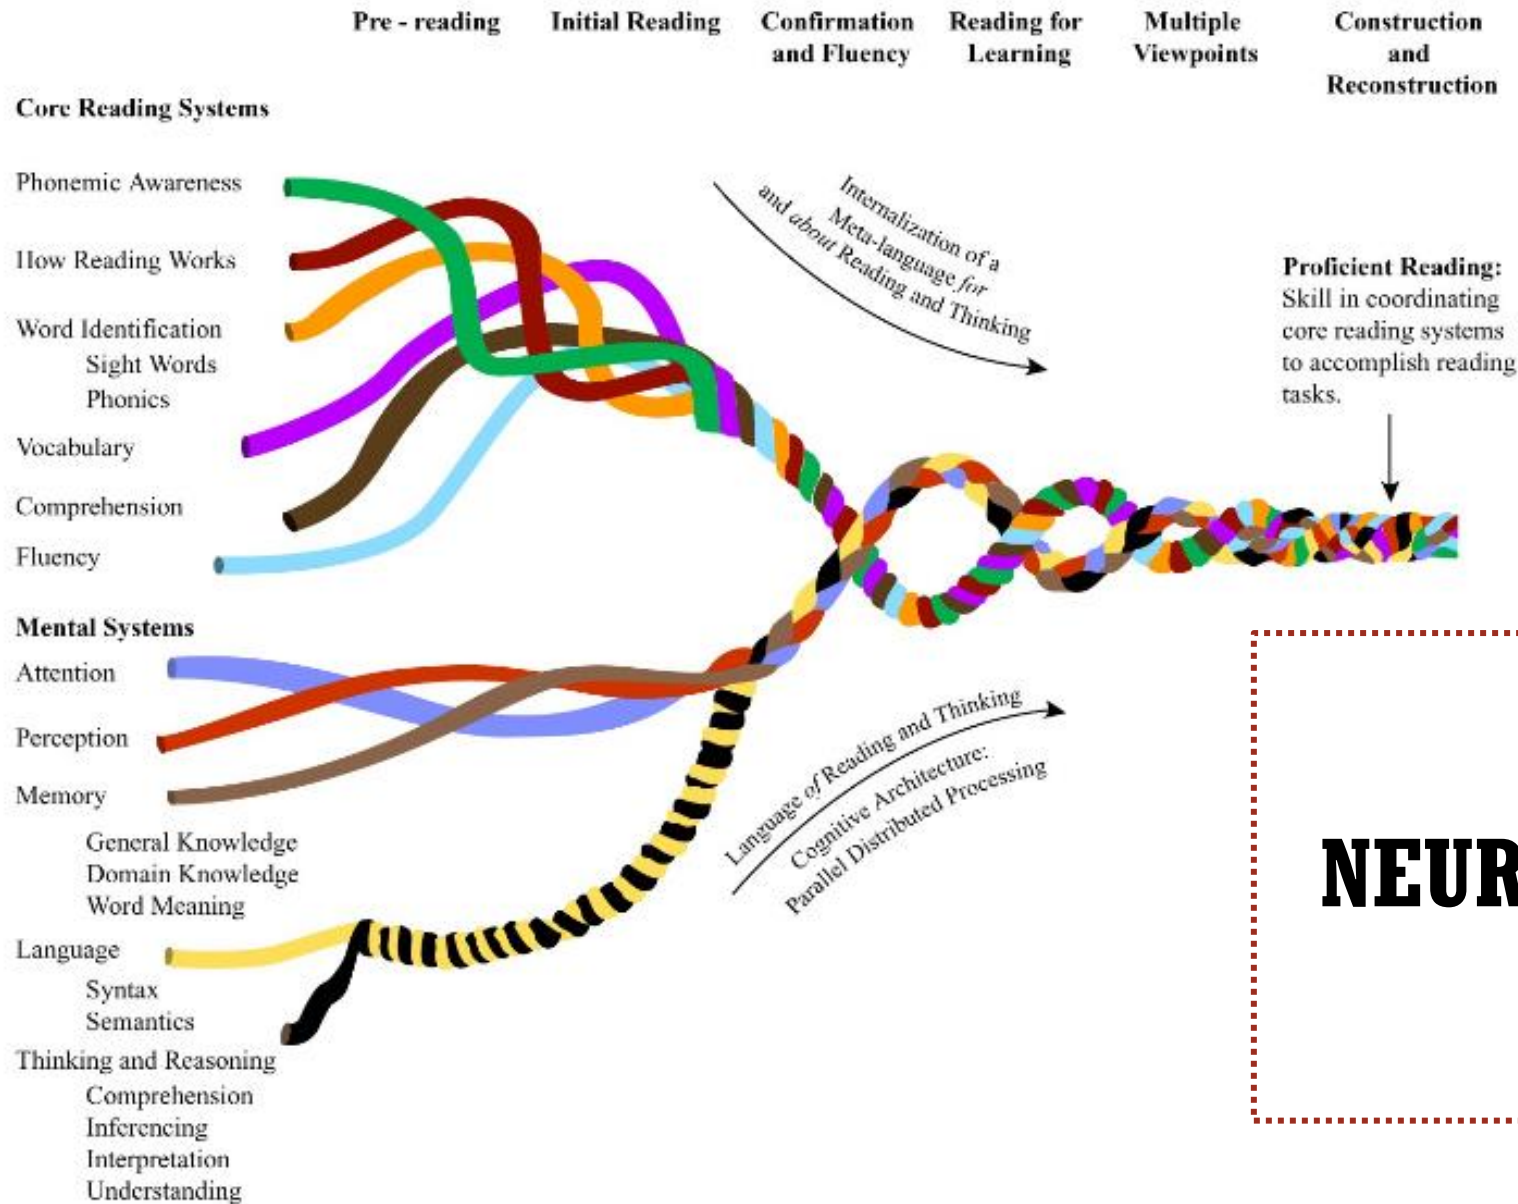 Pre - reading
Initial Reading
Confirmation
and Fluency
Reading for
Learning
Multiple
Viewpoints
Construction
and
Reconstruction
Core Reading Systems
Phonemic Awareness
How Reading Works
Word Identification
Sight Words
Phonics
Vocabulary
Comprehension
Fluency
Internalization of a
Meta-language for
and about Reading and Thinking
Proficient Reading:
Skill in coordinating
core reading systems
to accomplish reading
tasks.
Mental Systems
Attention
Perception
Memory
General Knowledge
Domain Knowledge
Word Meaning
Language
Syntax
Semantics
Thinking and Reasoning
Comprehension
Inferencing
Interpretation
Understanding
Language of Reading and Thinking
Cognitive Architecture:
Parallel Distributed Processing
NEUR